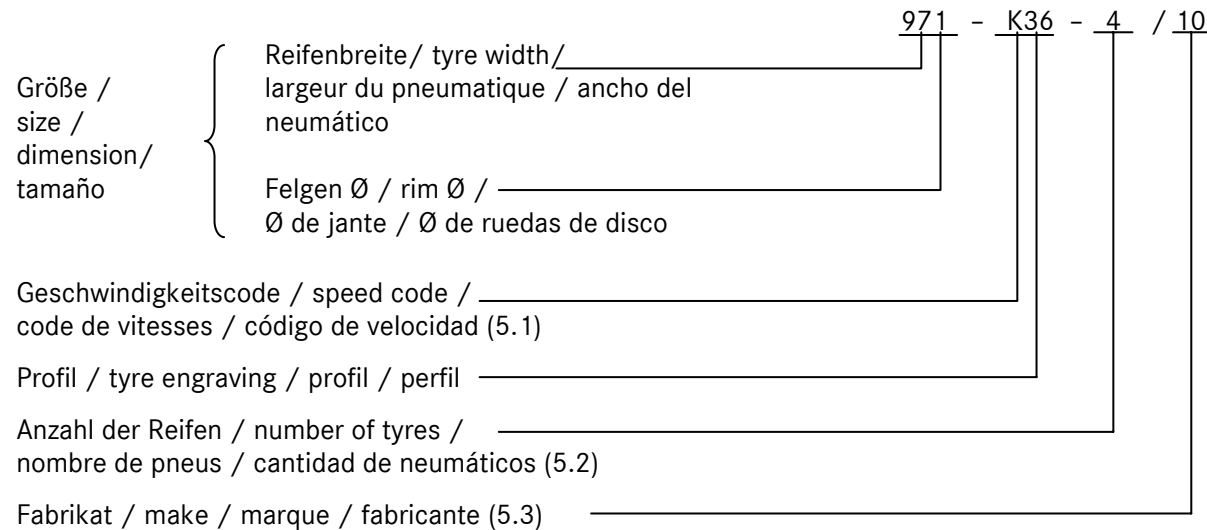 971 – K36 – 4 / 10
Reifenbreite/ tyre width/
largeur du pneumatique / ancho del
neumático
Größe /
size /
dimension/
tamaño
Felgen Ø / rim Ø /
Ø de jante / Ø de ruedas de disco
Geschwindigkeitscode / speed code /
code de vitesses / código de velocidad (5.1)
Profil / tyre engraving / profil / perfil
Anzahl der Reifen / number of tyres /
nombre de pneus / cantidad de neumáticos (5.2)
Fabrikat / make / marque / fabricante (5.3)